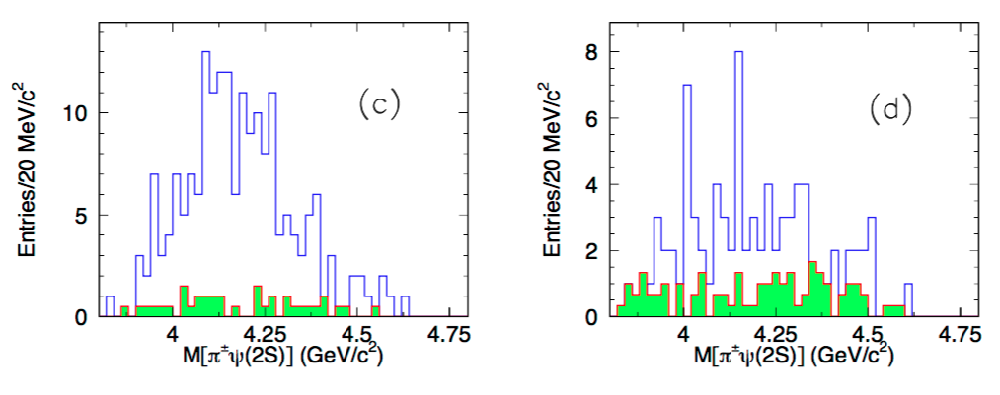 Entries/20 MeV/c²
10
5
0
(c)
4
4.25
4.5
4.75
M[π±ψ(2S)] (GeV/c²)
Entries/20 MeV/c²
8
6
4
2
0
(d)
4
4.25
4.5
4.75
M[π±ψ(2S)] (GeV/c²)